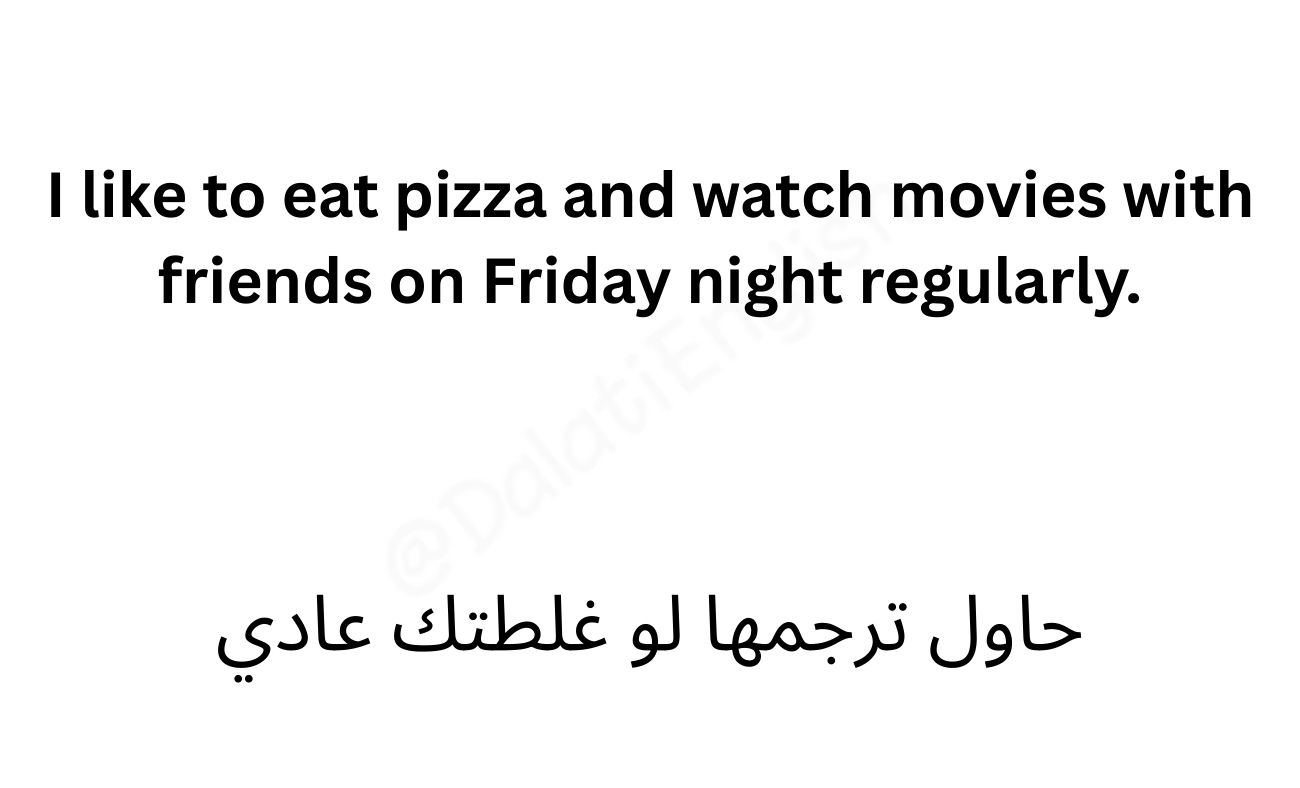 I like to eat pizza and watch movies with
friends on Friday night regularly.
@DalatiEnglish
حاول ترجمها لو غلطتك عادي